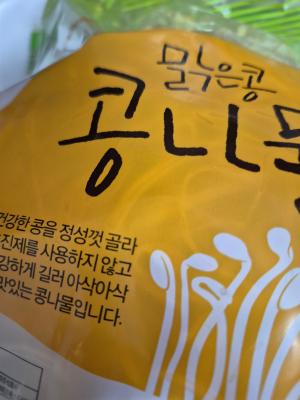 맑은콩
콩나물
건강한 콩을 정성껏 골라
진제를 사용하지 않고
강하게 길러 아삭아삭
맛있는 콩나물입니다.